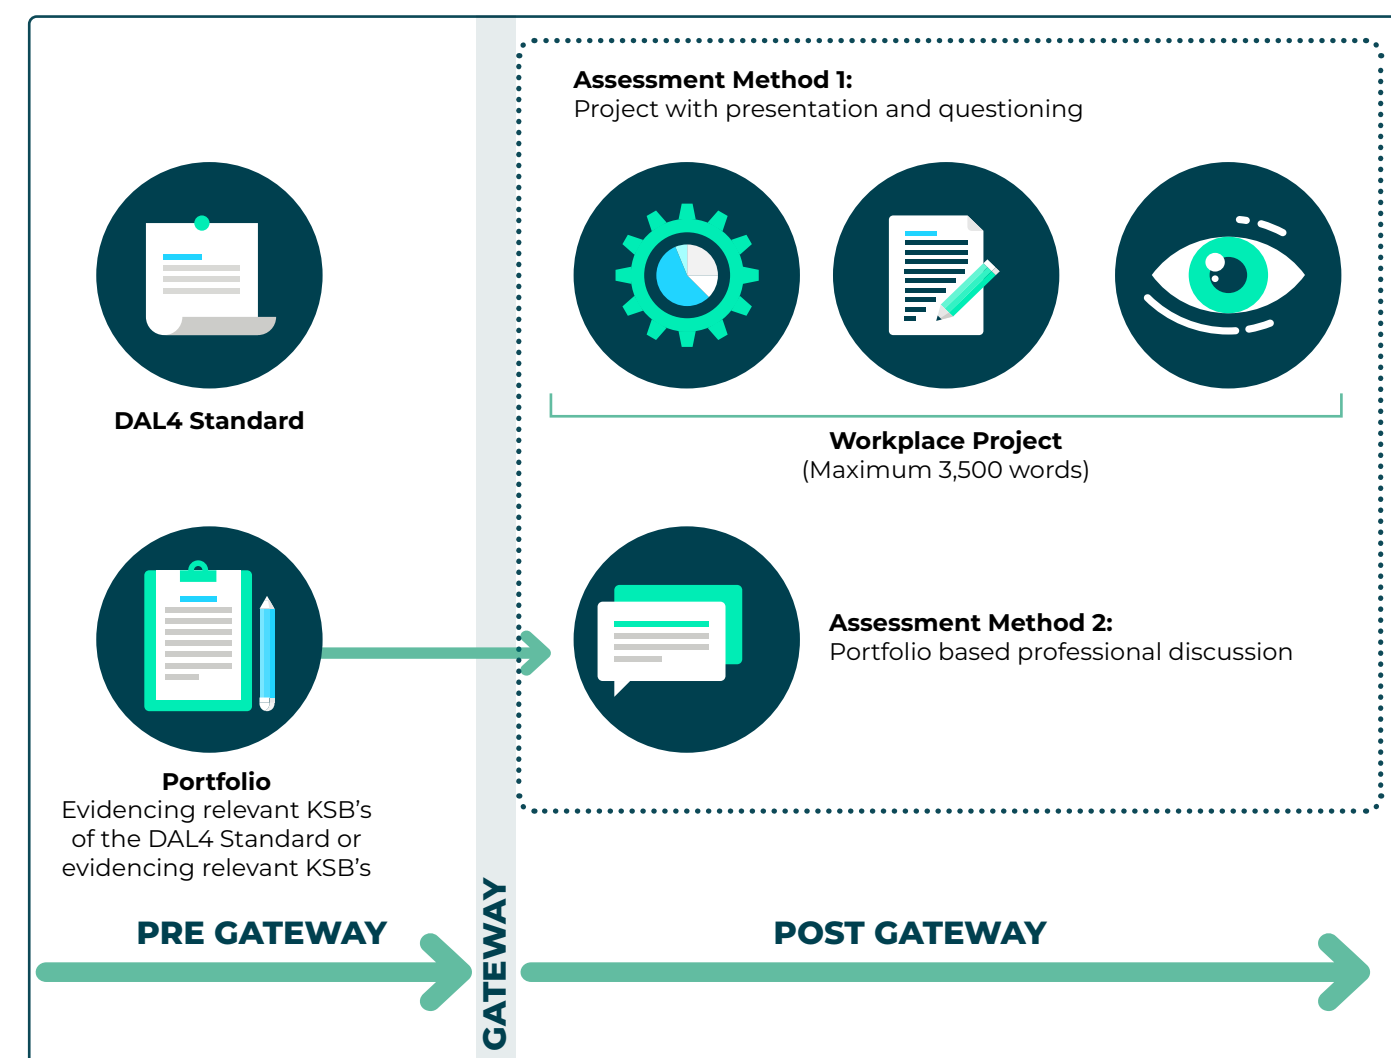 Assessment Method 1:
Project with presentation and questioning
DAL4 Standard
Workplace Project
(Maximum 3,500 words)
Assessment Method 2:
Portfolio based professional discussion
Portfolio
Evidencing relevant KSB’s
of the DAL4 Standard or
evidencing relevant KSB’s
PRE GATEWAY
GATEWAY
POST GATEWAY